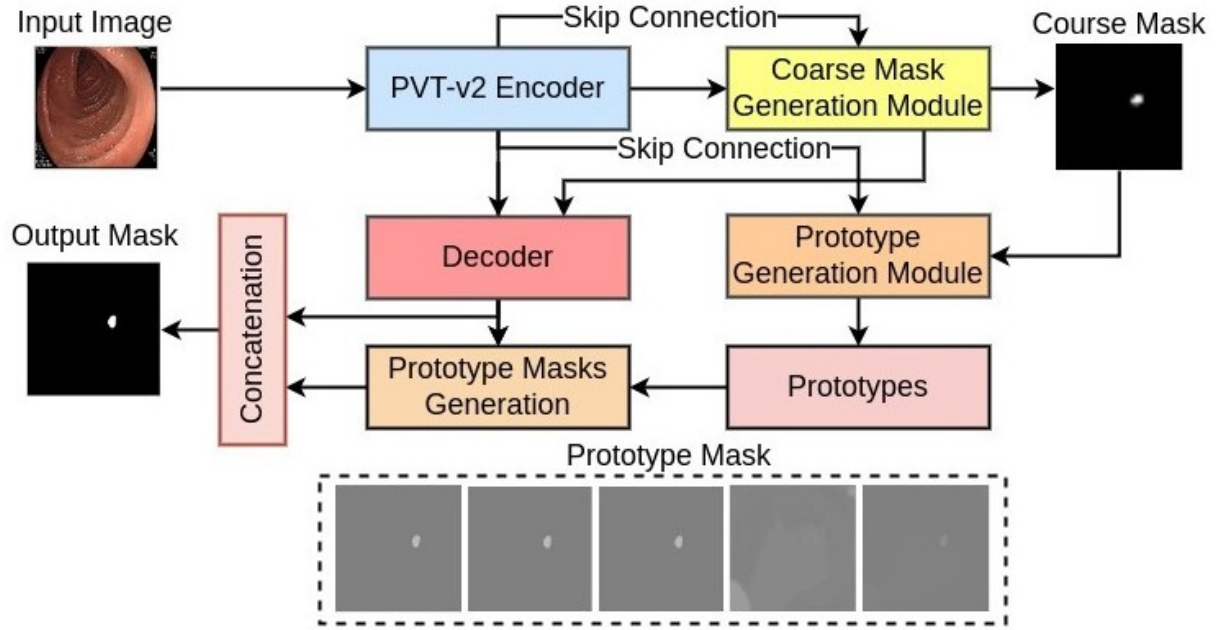 Input Image
Skip Connection
Course Mask
PVT-v2 Encoder
Coarse Mask
Generation Module
Skip Connection
Output Mask
Concatenation
Decoder
Prototype
Generation Module
Prototype Masks
Generation
Prototypes
Prototype Mask